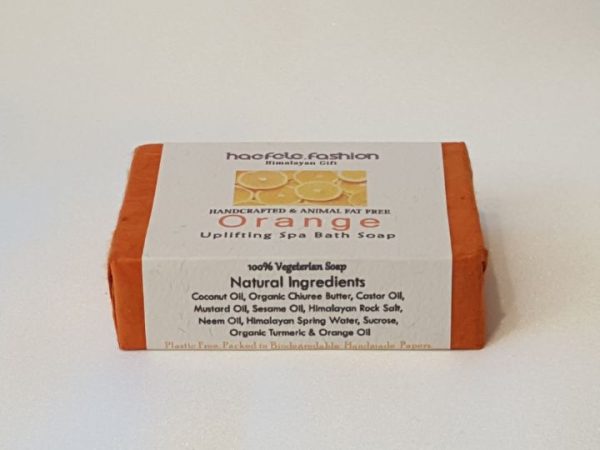 haefele.fashion
Himalayan Gift
HANDCRAFTED & ANIMAL FAT FREE
Orange
Uplifting Spa Bath Soap
100% Vegeterian Soap
Natural Ingredients
Coconut Oil, Organic Chiuree Butter, Castor Oil,
Mustard Oil, Sesame Oil, Himalayan Rock Salt,
Neem Oil, Himalayan Spring Water, Sucrose,
Organic Turmeric & Orange Oil
Plastic Free. Packed to Biodegradable Handmade Papers.